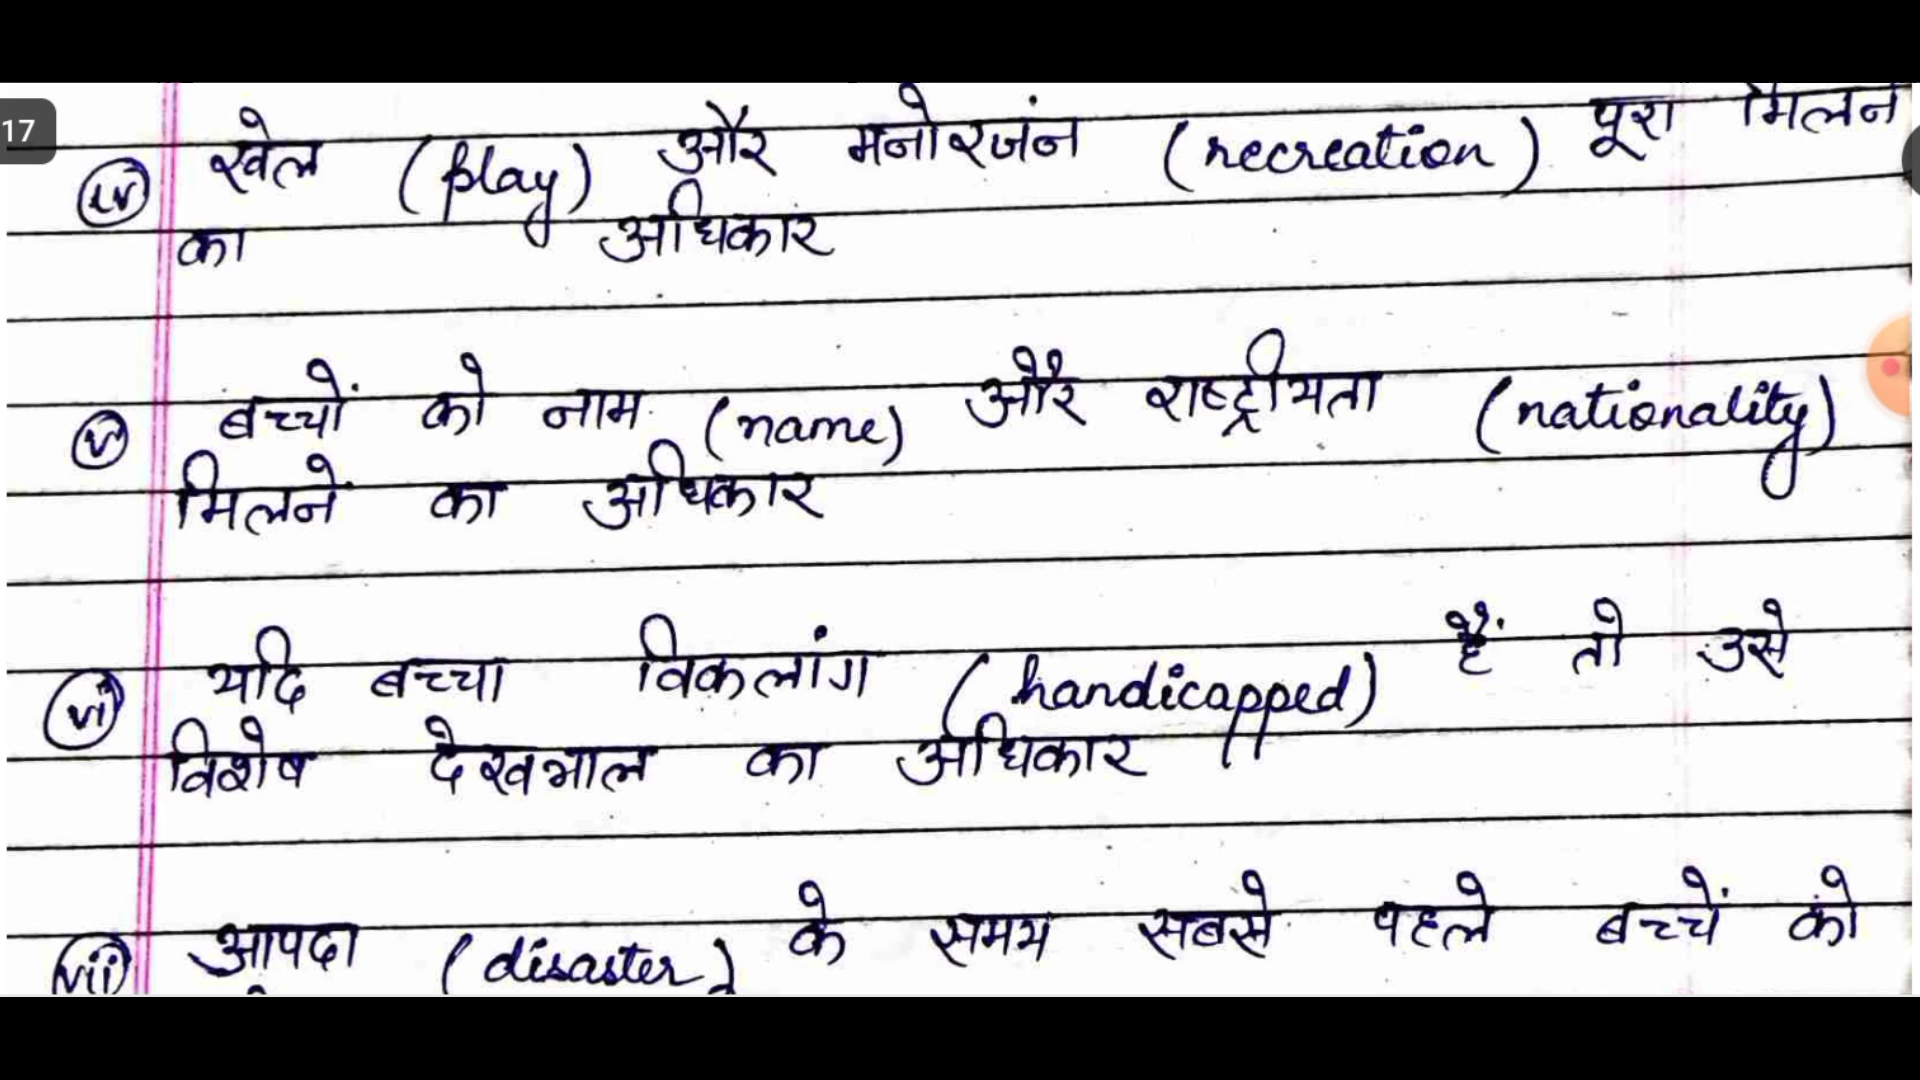 17
(iv) खेल (play) और मनोरजंन (recreation) पूरा मिलने
का अधिकार
(v) बच्चों को नाम (name) और राष्ट्रीयता (nationality)
मिलने का अधिकार
(vi) यदि बच्चा विकलांग (handicapped) हैं तो उसे
विशेष देखभाल का अधिकार
(vii) आपदा (disaster) के समय सबसे पहले बच्चें को